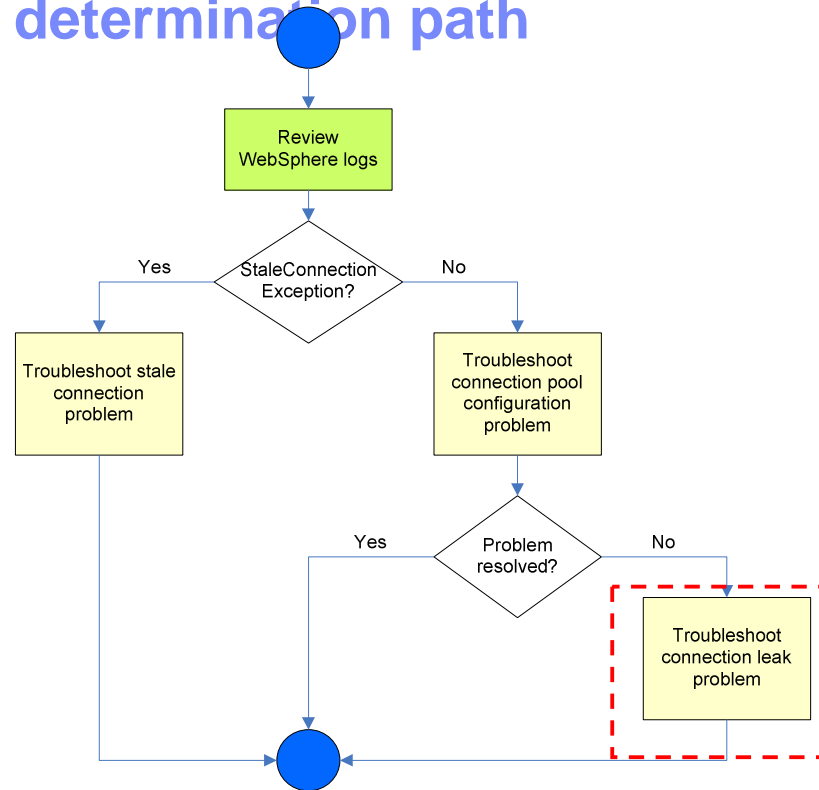 determination path
Review
WebSphere logs
StaleConnection
Exception?
Yes
No
Troubleshoot stale
connection
problem
Troubleshoot
connection pool
configuration
problem
Problem
resolved?
Yes
No
Troubleshoot
connection leak
problem